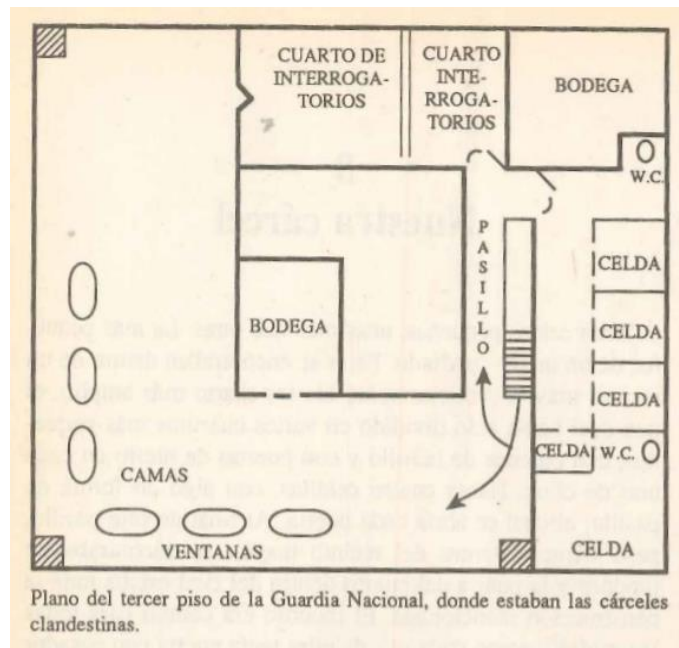 CUARTO DE
INTERROGA-
TORIOS
CUARTO
INTE-
RROGA-
TORIOS
BODEGA
W.C.
PASILLO
CELDA
BODEGA
CELDA
CELDA
CELDA W.C.
CAMAS
VENTANAS
CELDA
Plano del tercer piso de la Guardia Nacional, donde estaban las cárceles
clandestinas.